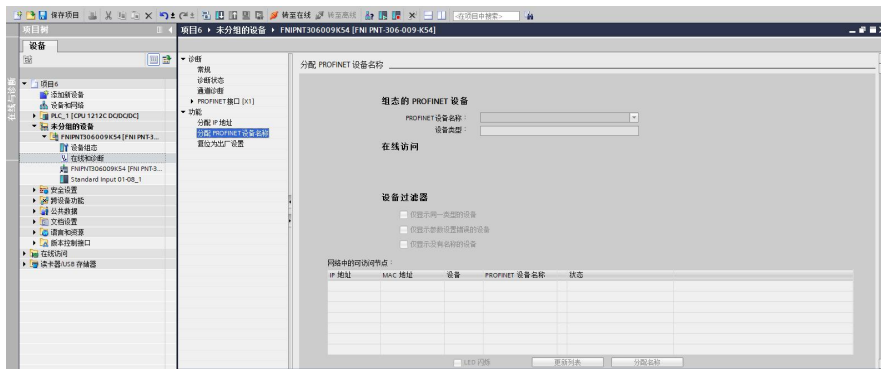 保存项目
转至在线
转至离线
<在项目中搜索>
项目树
项目6 ▸ 未分组的设备 ▸ FNIPNT306009K54 [FNI PNT-306-009-K54]
设备
在线与诊断
项目6
添加新设备
设备和网络
PLC_1 [CPU 1212C DC/DC/DC]
未分组的设备
FNIPNT306009K54 [FNI PNT-3...
设备组态
在线和诊断
FNIPNT306009K54 [FNI PNT-3...
Standard Input 01-08_1
安全设置
跨设备功能
公共数据
文档设置
语言和资源
版本控制接口
在线访问
读卡器/USB 存储器
诊断
常规
诊断状态
通道诊断
PROFINET 接口 [X1]
功能
分配 IP 地址
分配 PROFINET 设备名称
复位为出厂设置
分配 PROFINET 设备名称
组态的 PROFINET 设备
PROFINET 设备名称：
设备类型：
在线访问
设备过滤器
仅显示同一类型的设备
仅显示参数设置错误的设备
仅显示没有名称的设备
网络中的可访问节点：
IP 地址 MAC 地址 设备 PROFINET 设备名称 状态
LED 闪烁 更新列表 分配名称